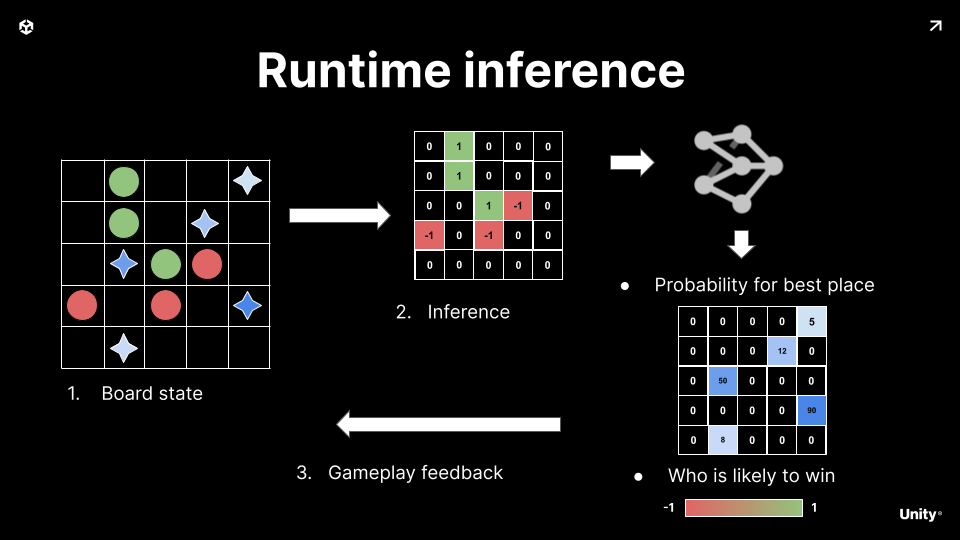 Runtime inference
1. Board state
0 1 0 0 0
0 1 0 0 0
0 0 1 -1 0
-1 0 -1 0 0
0 0 0 0 0
2. Inference
• Probability for best place
0 0 0 0 5
0 0 0 12 0
0 50 0 0 0
0 0 0 0 90
0 8 0 0 0
• Who is likely to win
-1 1
3. Gameplay feedback
Unity®